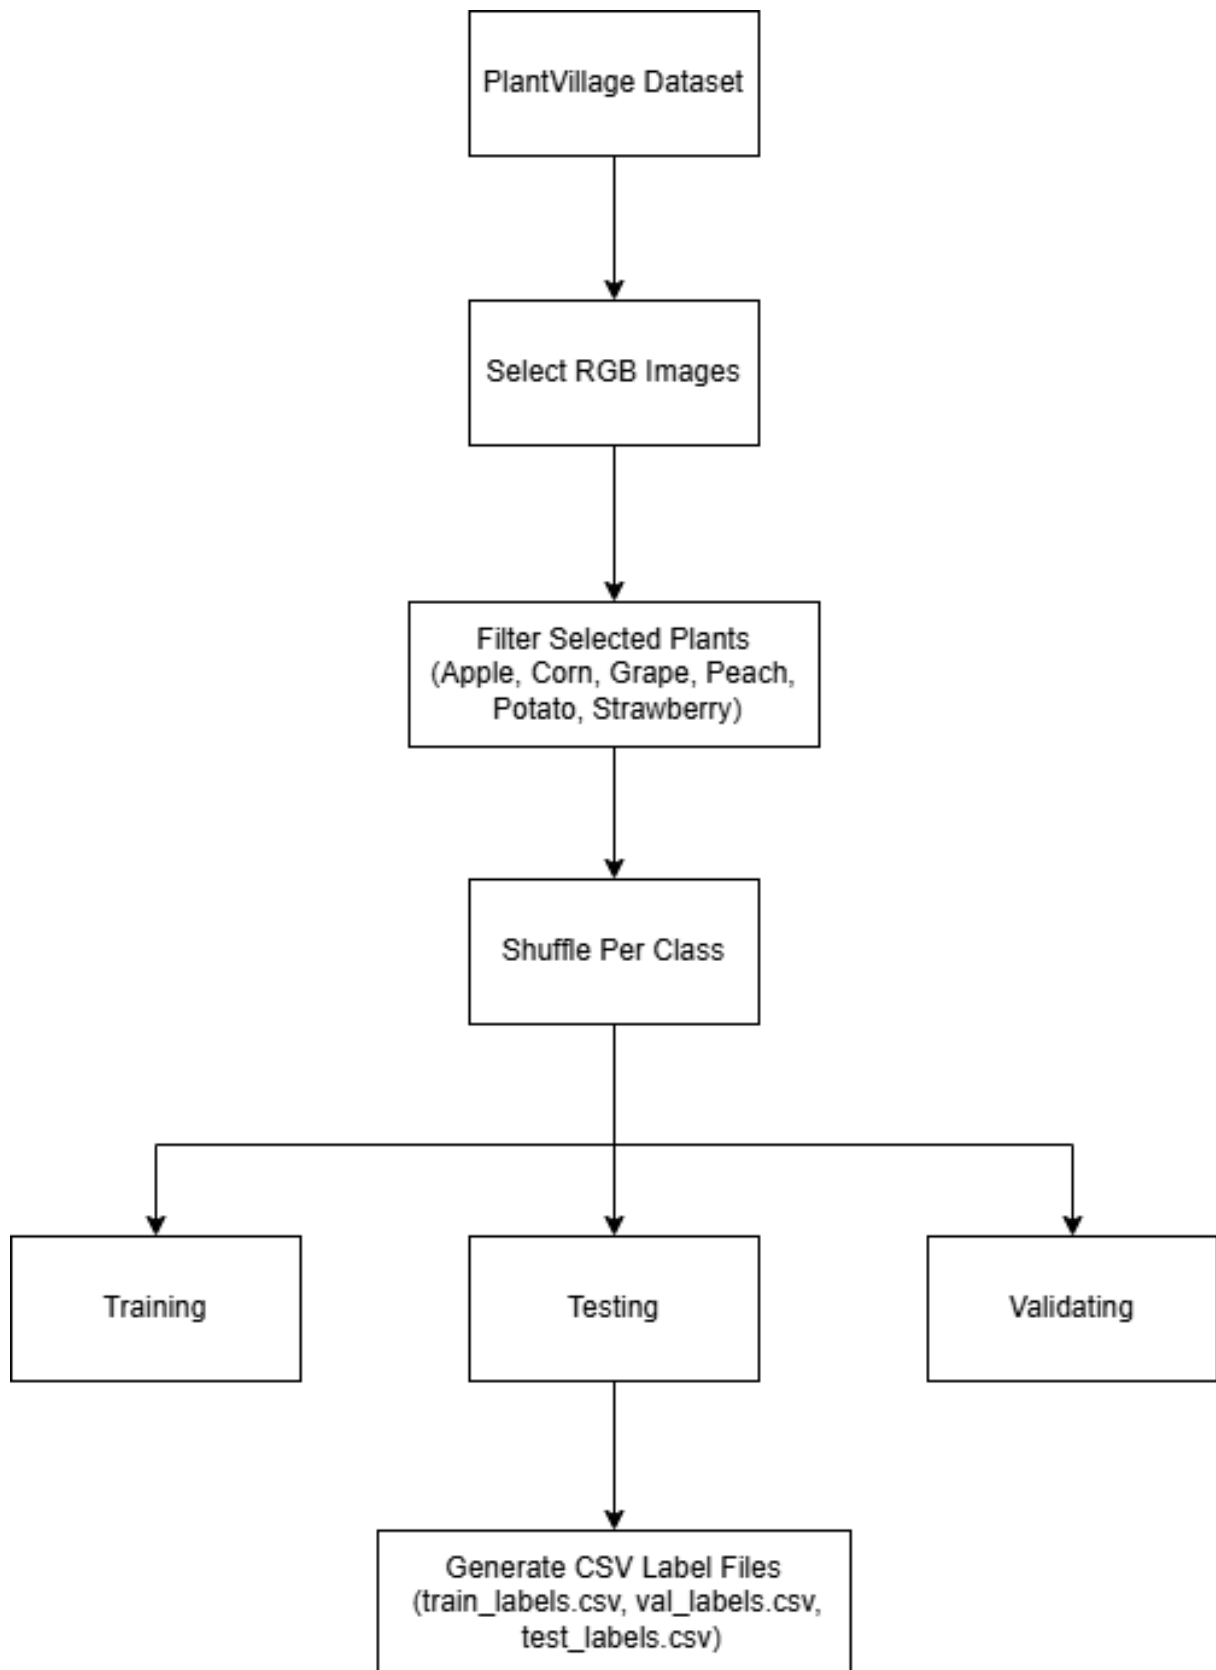 PlantVillage Dataset
Select RGB Images
Filter Selected Plants
(Apple, Corn, Grape, Peach,
Potato, Strawberry)
Shuffle Per Class
Training
Testing
Validating
Generate CSV Label Files
(train_labels.csv, val_labels.csv,
test_labels.csv)